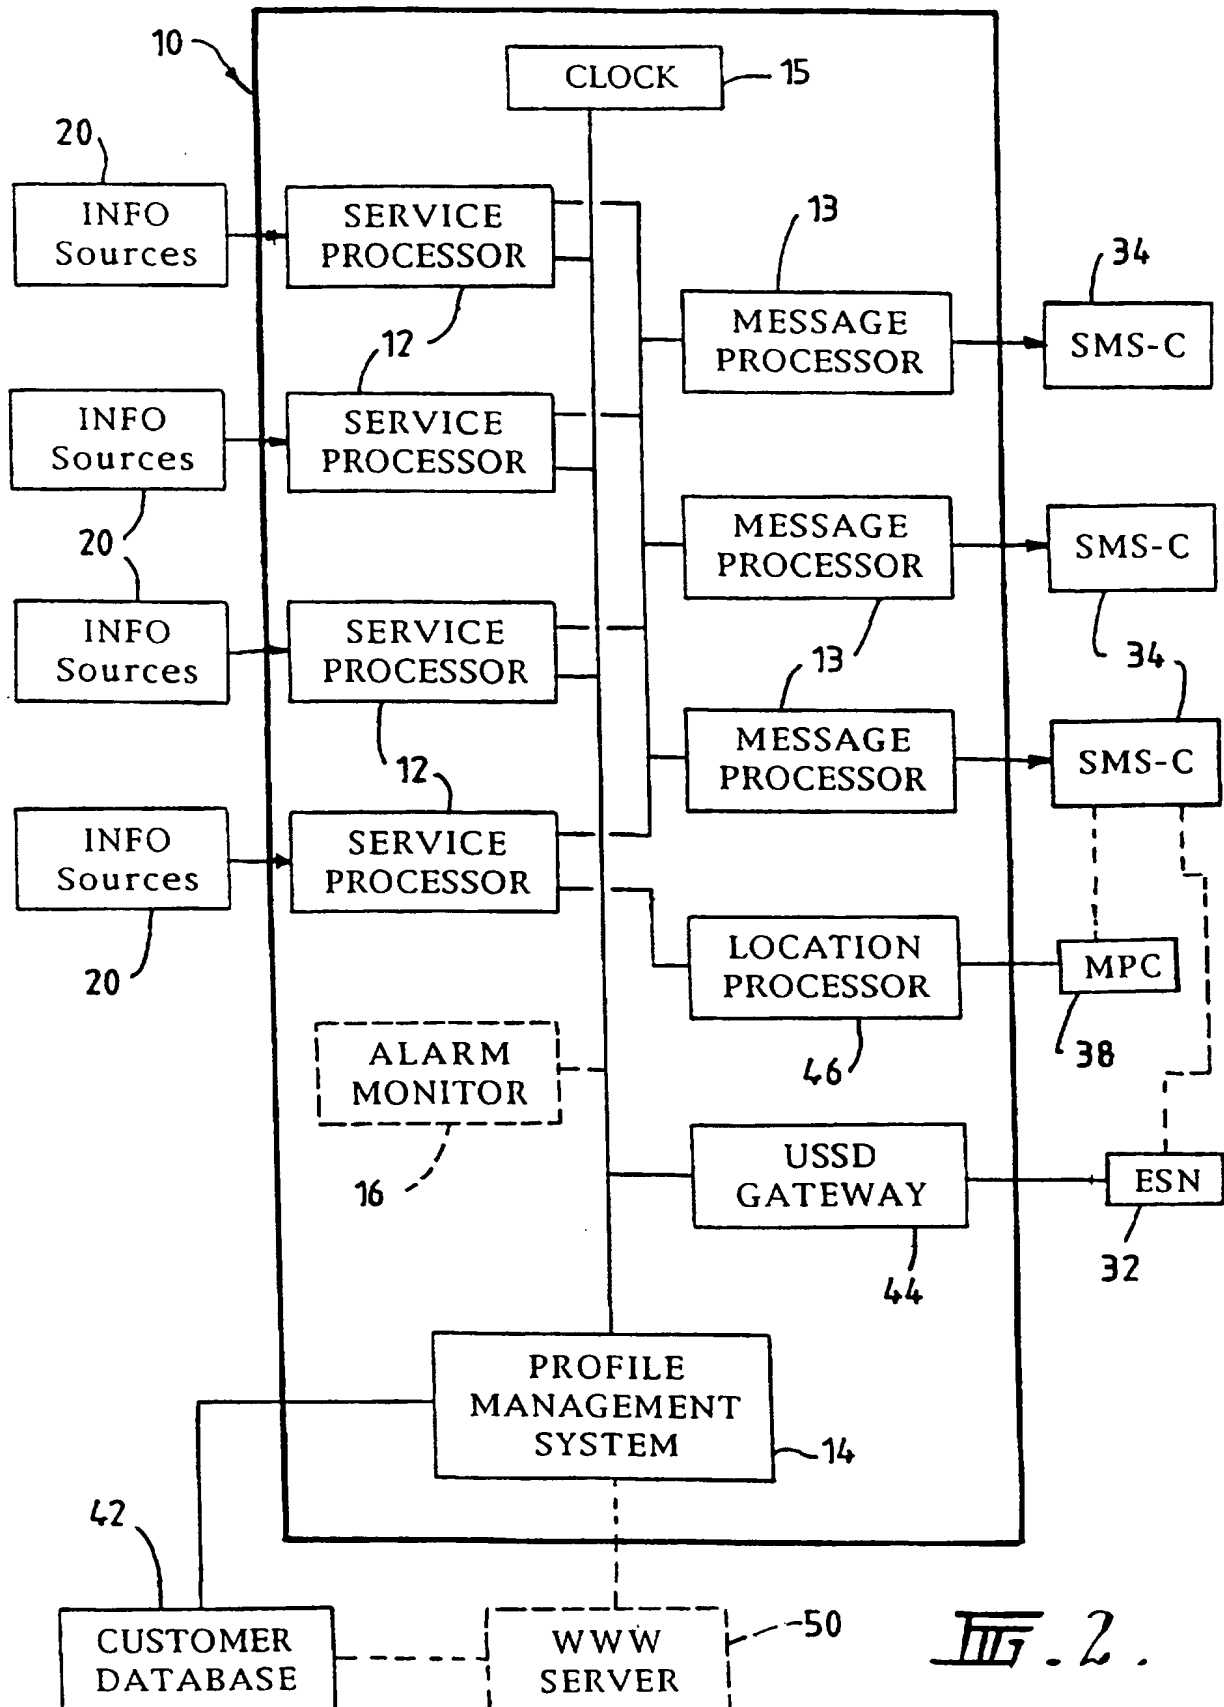 10
CLOCK
15
20
INFO
Sources
SERVICE
PROCESSOR
13
34
MESSAGE
PROCESSOR
SMS-C
12
INFO
Sources
SERVICE
PROCESSOR
20
MESSAGE
PROCESSOR
SMS-C
INFO
Sources
SERVICE
PROCESSOR
13
34
12
MESSAGE
PROCESSOR
SMS-C
INFO
Sources
SERVICE
PROCESSOR
20
LOCATION
PROCESSOR
MPC
38
46
ALARM
MONITOR
16
USSD
GATEWAY
ESN
32
44
PROFILE
MANAGEMENT
SYSTEM
14
42
CUSTOMER
DATABASE
WWW
SERVER
50
FIG. 2.